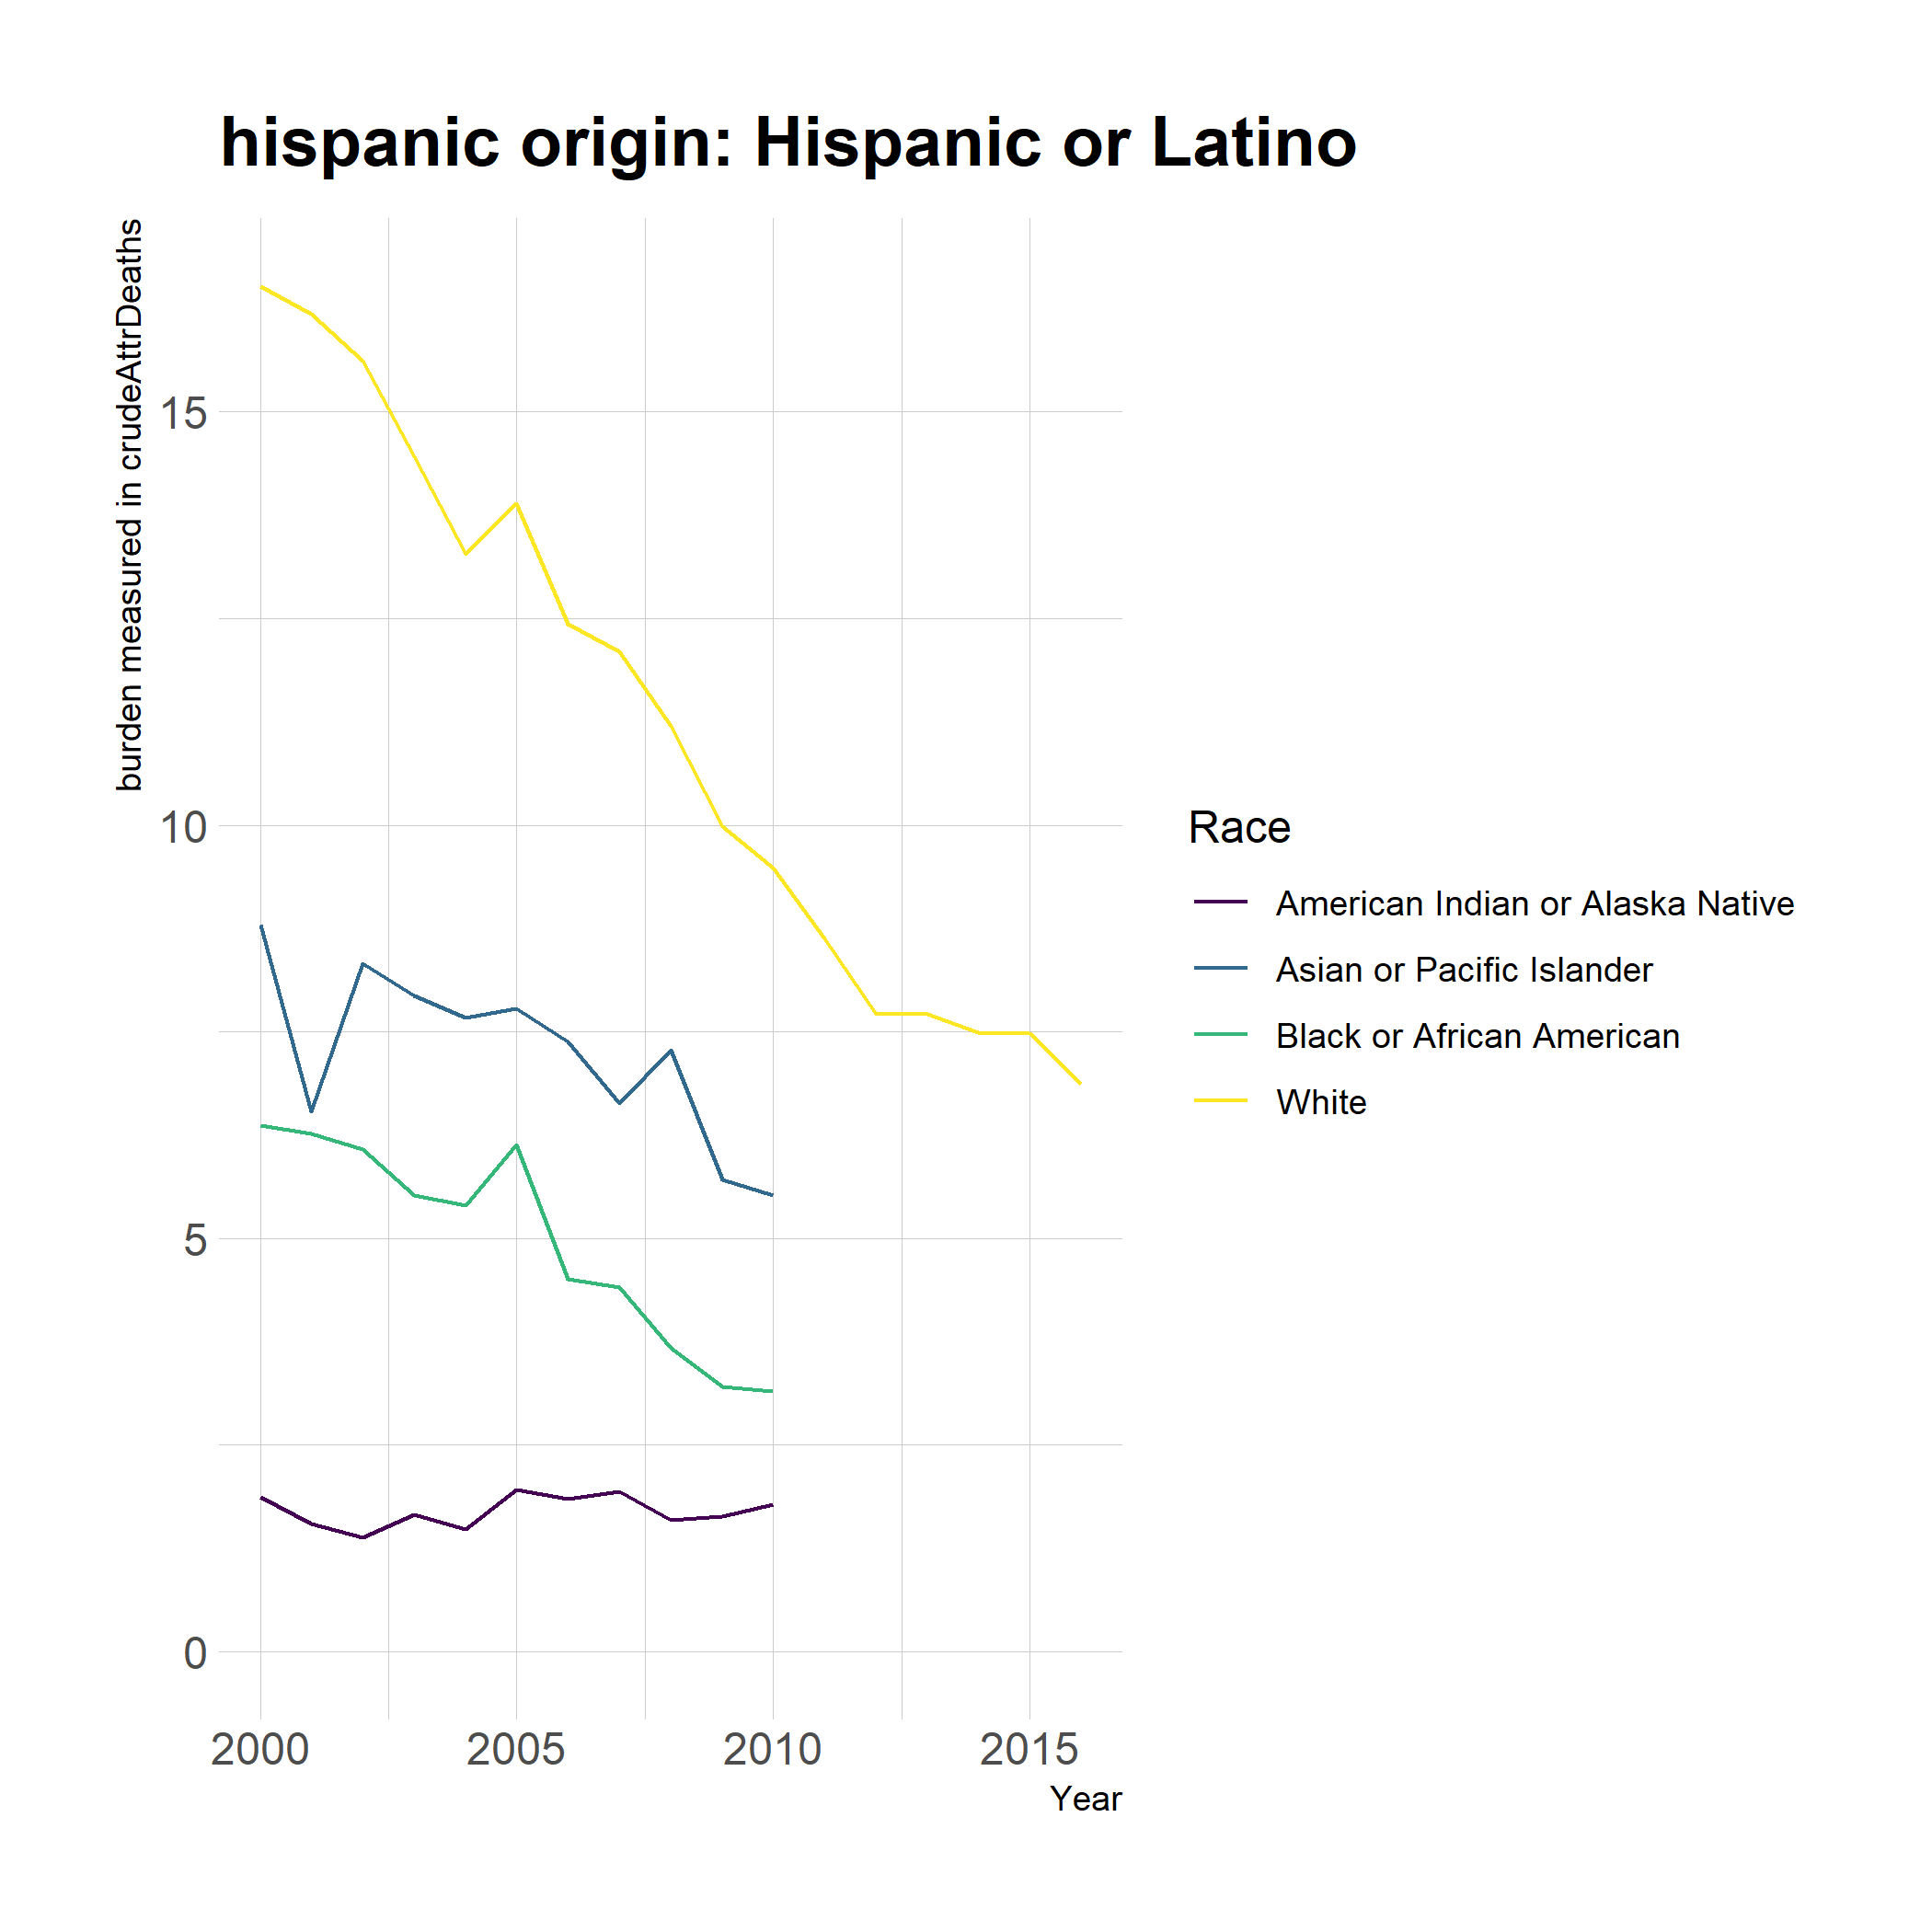 hispanic origin: Hispanic or Latino
burden measured in crudeAttrDeaths
15
10
5
0
2000 2005 2010 2015
Year
Race
American Indian or Alaska Native
Asian or Pacific Islander
Black or African American
White